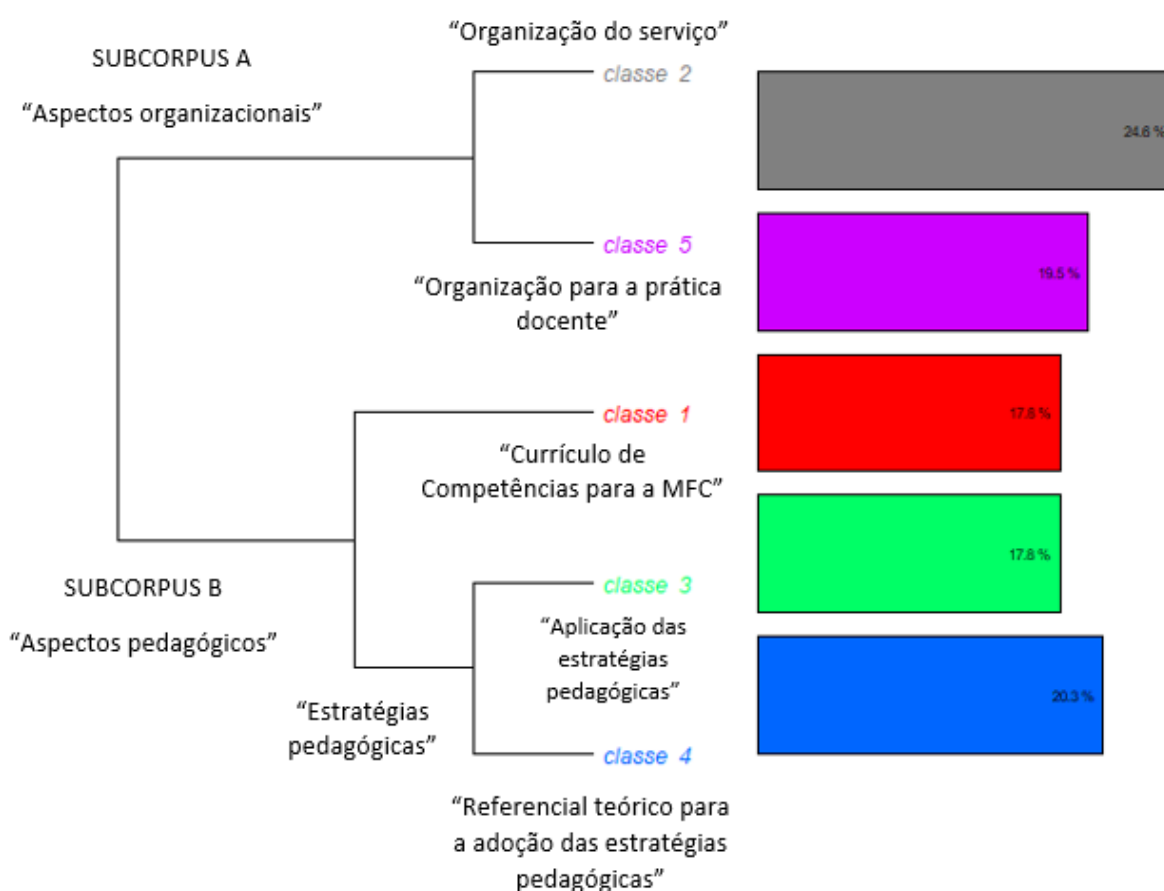 “Organização do serviço”
SUBCORPUS A
classe 2
“Aspectos organizacionais”
24.6 %
classe 5
19.5 %
“Organização para a prática
docente”
classe 1
17.8 %
“Currículo de
Competências para a MFC”
classe 3
17.8 %
SUBCORPUS B
“Aspectos pedagógicos”
“Aplicação das
estratégias
pedagógicas”
20.3 %
“Estratégias
pedagógicas”
classe 4
“Referencial teórico para
a adoção das estratégias
pedagógicas”